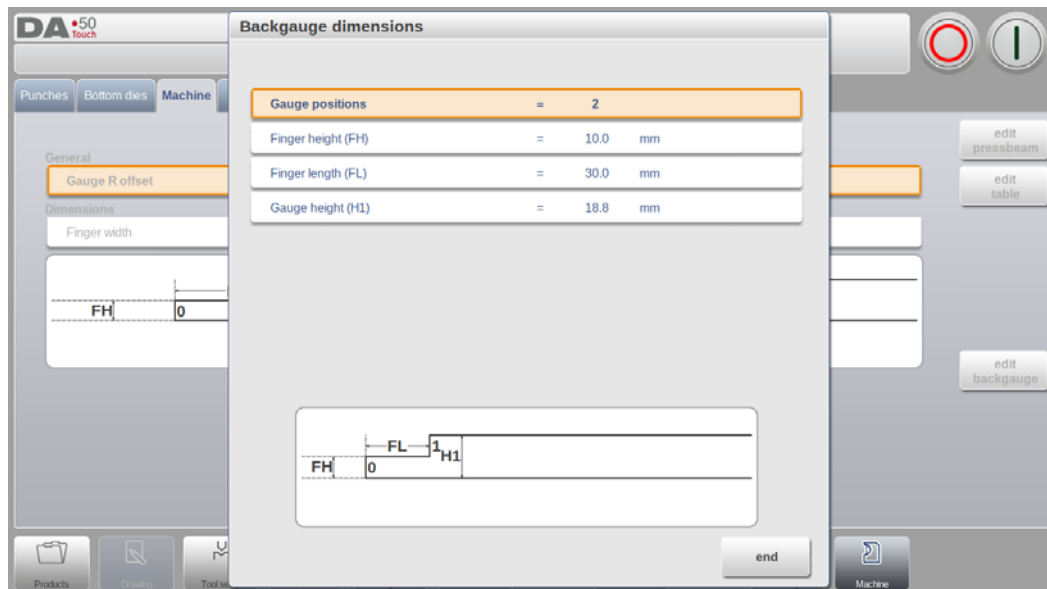 DA 50
Touch
Backgauge dimensions
Punches Bottom dies Machine
Gauge positions = 2
Finger height (FH) = 10.0 mm
Finger length (FL) = 30.0 mm
Gauge height (H1) = 18.8 mm
General
Gauge R offset
Dimensions
Finger width
FH 0
edit
pressbeam
edit
table
edit
backgauge
FL 1 H1
FH 0
end
Products Drawing Tool se Machine